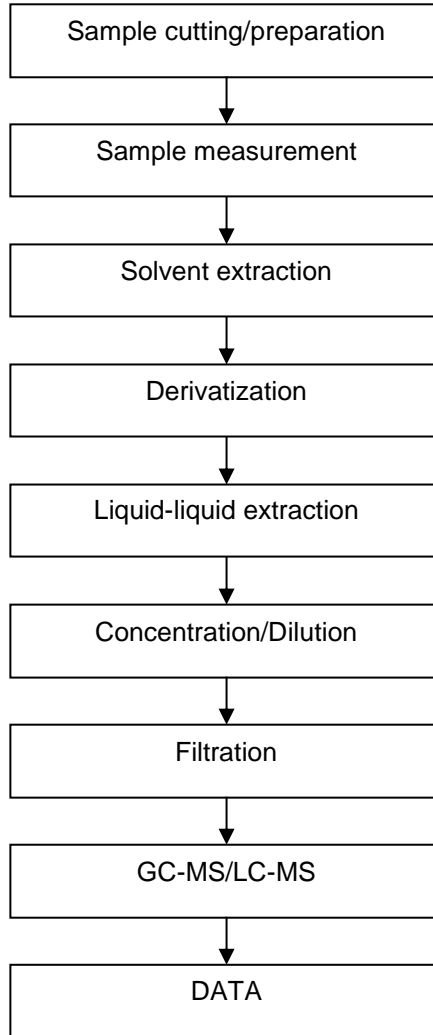 Sample cutting/preparation
Sample measurement
Solvent extraction
Derivatization
Liquid-liquid extraction
Concentration/Dilution
Filtration
GC-MS/LC-MS
DATA